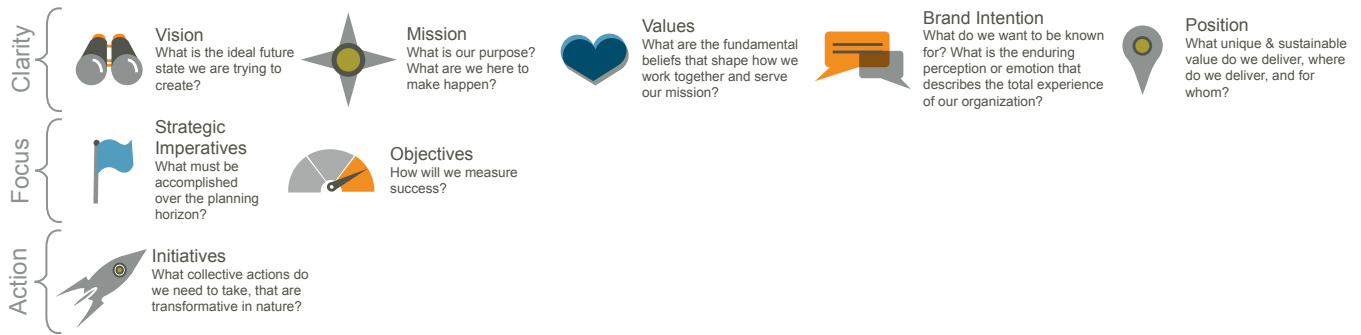 Clarity
Vision
What is the ideal future
state we are trying to
create?
Mission
What is our purpose?
What are we here to
make happen?
Values
What are the fundamental
beliefs that shape how we
work together and serve
our mission?
Brand Intention
What do we want to be known
for? What is the enduring
perception or emotion that
describes the total experience
of our organization?
Position
What unique & sustainable
value do we deliver, where
do we deliver, and for
whom?
Focus
Strategic
Imperatives
What must be
accomplished
over the planning
horizon?
Objectives
How will we measure
success?
Action
Initiatives
What collective actions do
we need to take, that are
transformative in nature?